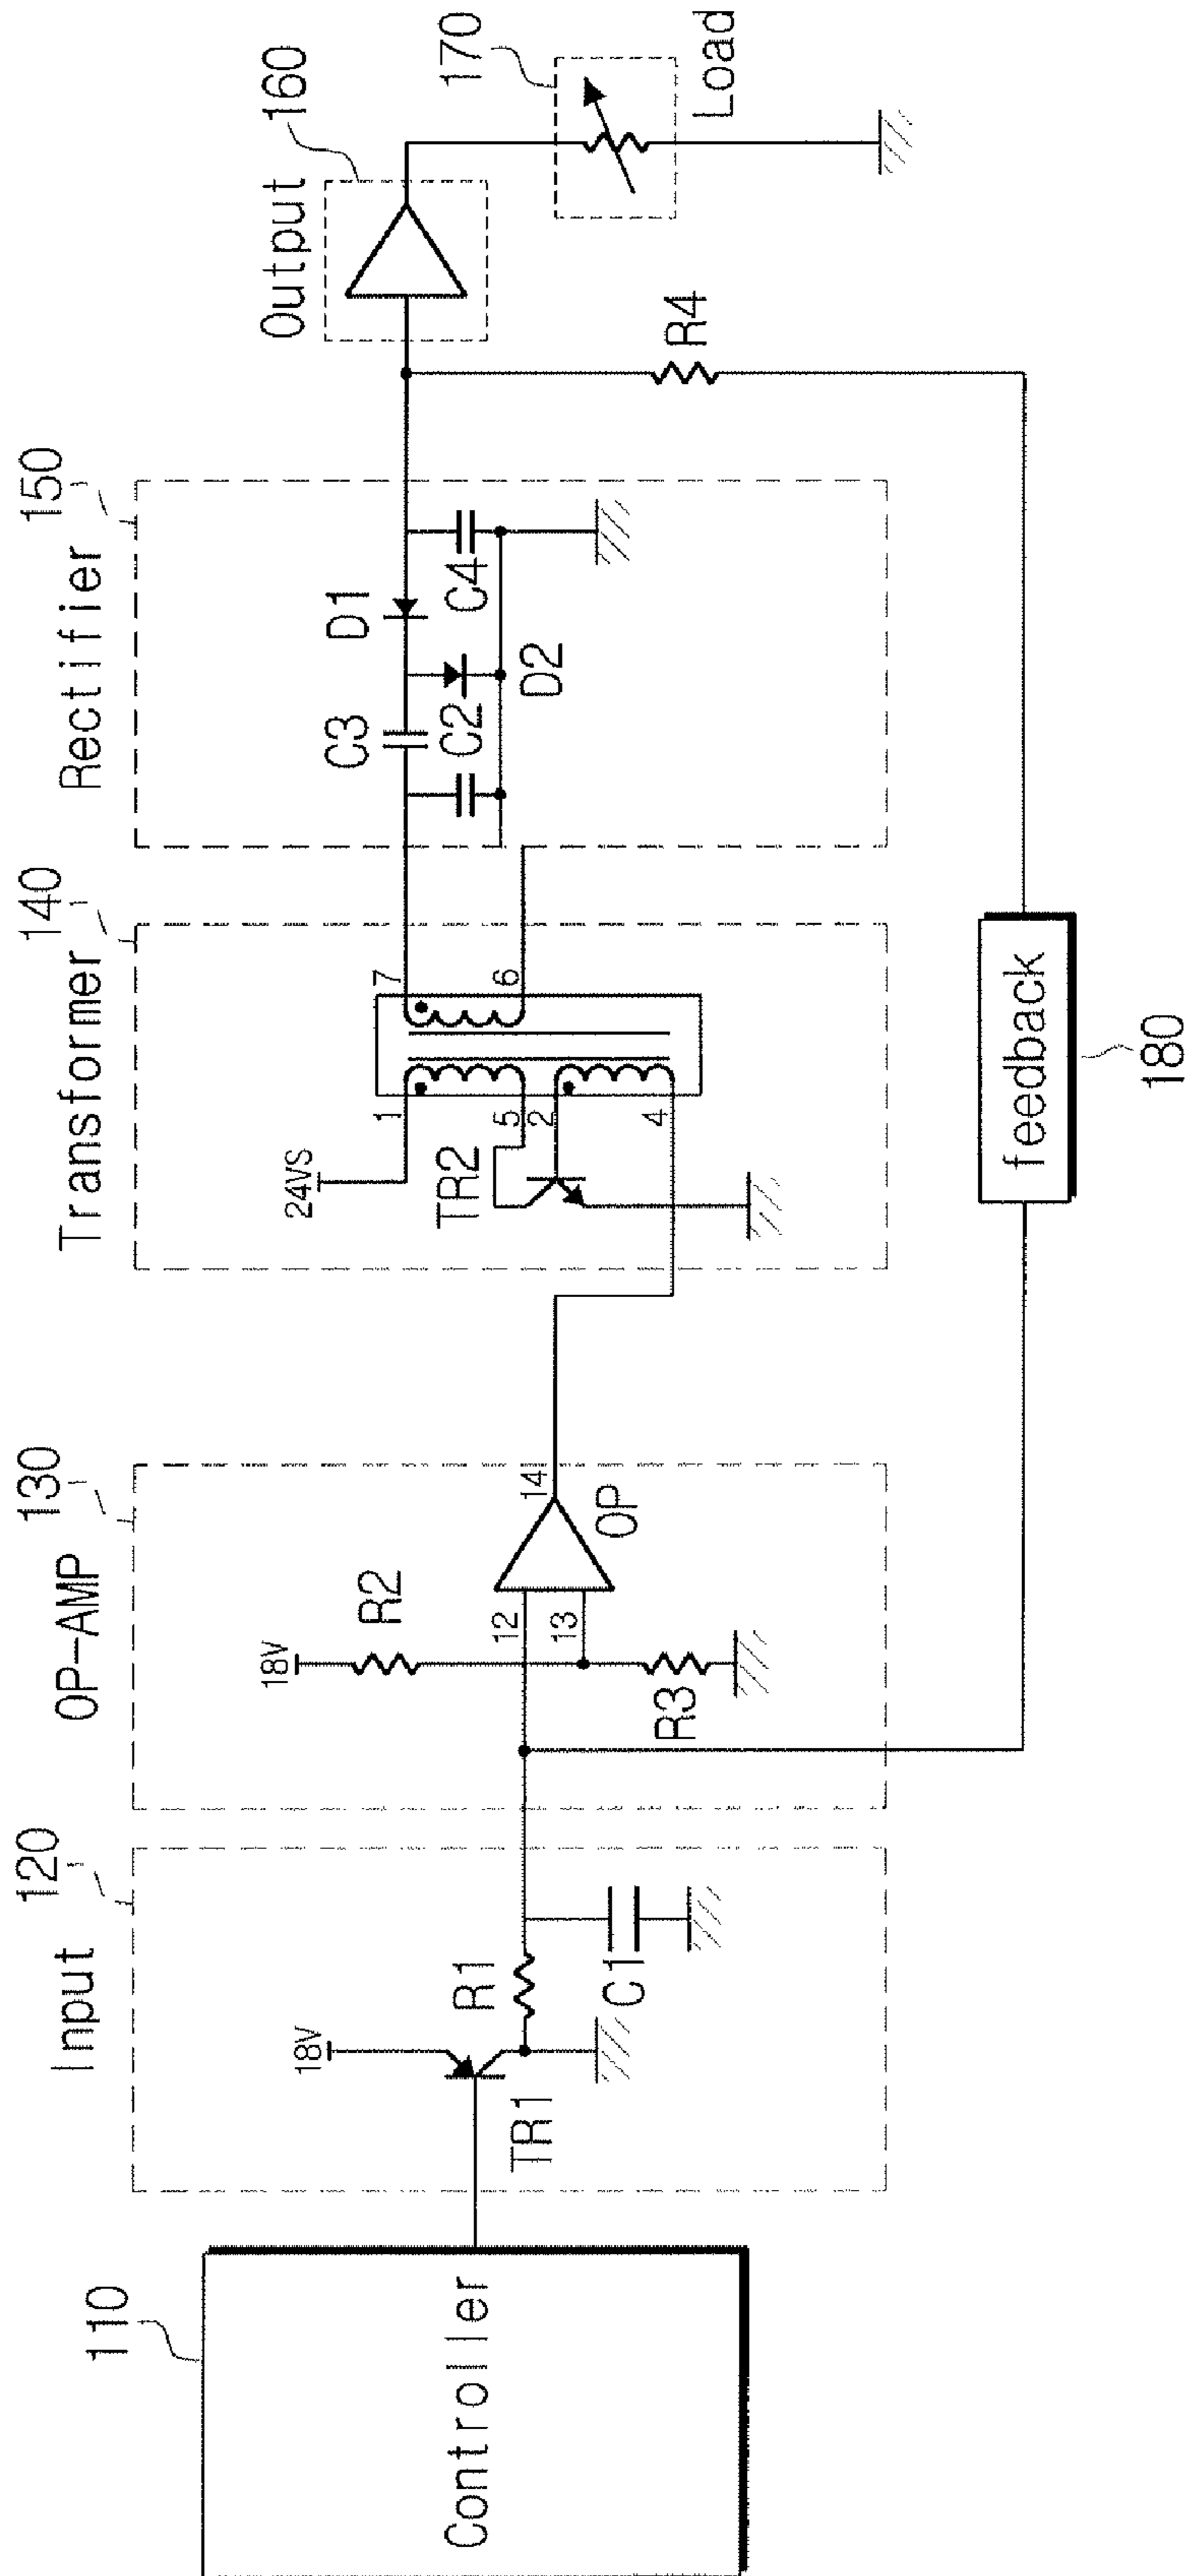 110
Controller
Input
120
18V
TR1
R1
C1
OP-AMP
130
18V
R2
12
13
14
OP
R3
Transformer
140
24VS
TR2
1
5
2
4
7
6
Rectifier
150
C3
C2
D1
D2
C4
Output
160
170
Load
R4
feedback
180